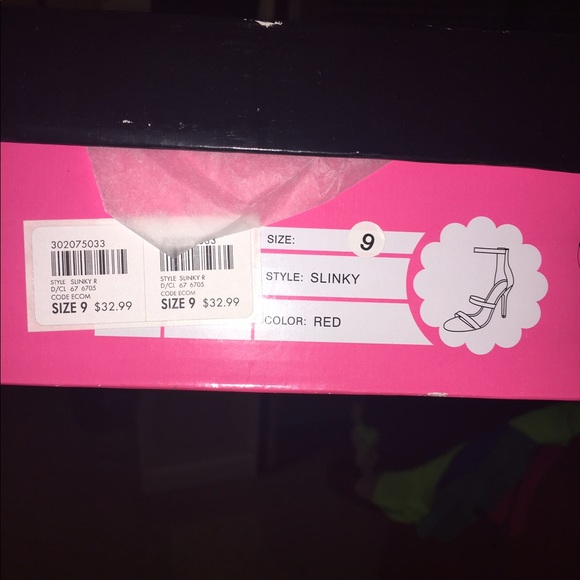 302075033
STYLE SLINKY R
D/CL 67 6705
CODE ECOM
SIZE 9 $32.99
STYLE SLINKY R
D/CL 67 6705
CODE ECOM
SIZE 9 $32.99
SIZE: 9
STYLE: SLINKY
COLOR: RED